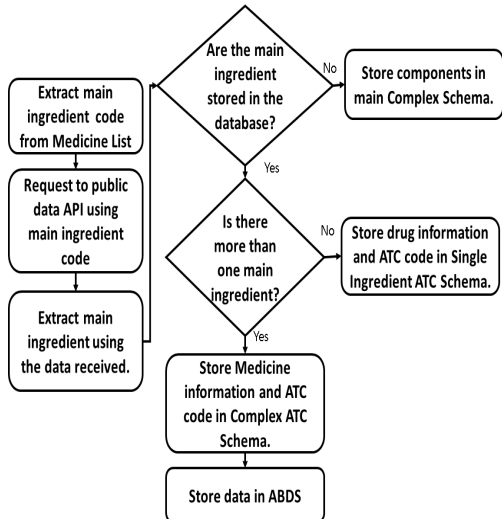 Extract main
ingredient code
from Medicine List
Request to public
data API using
main ingredient
code
Extract main
ingredient using
the data received.
Are the main
ingredient
stored in the
database?
No
Store components in
main Complex Schema.
Yes
Is there
more than
one main
ingredient?
No
Store drug information
and ATC code in Single
Ingredient ATC Schema.
Yes
Store Medicine
information and ATC
code in Complex ATC
Schema.
Store data in ABDS